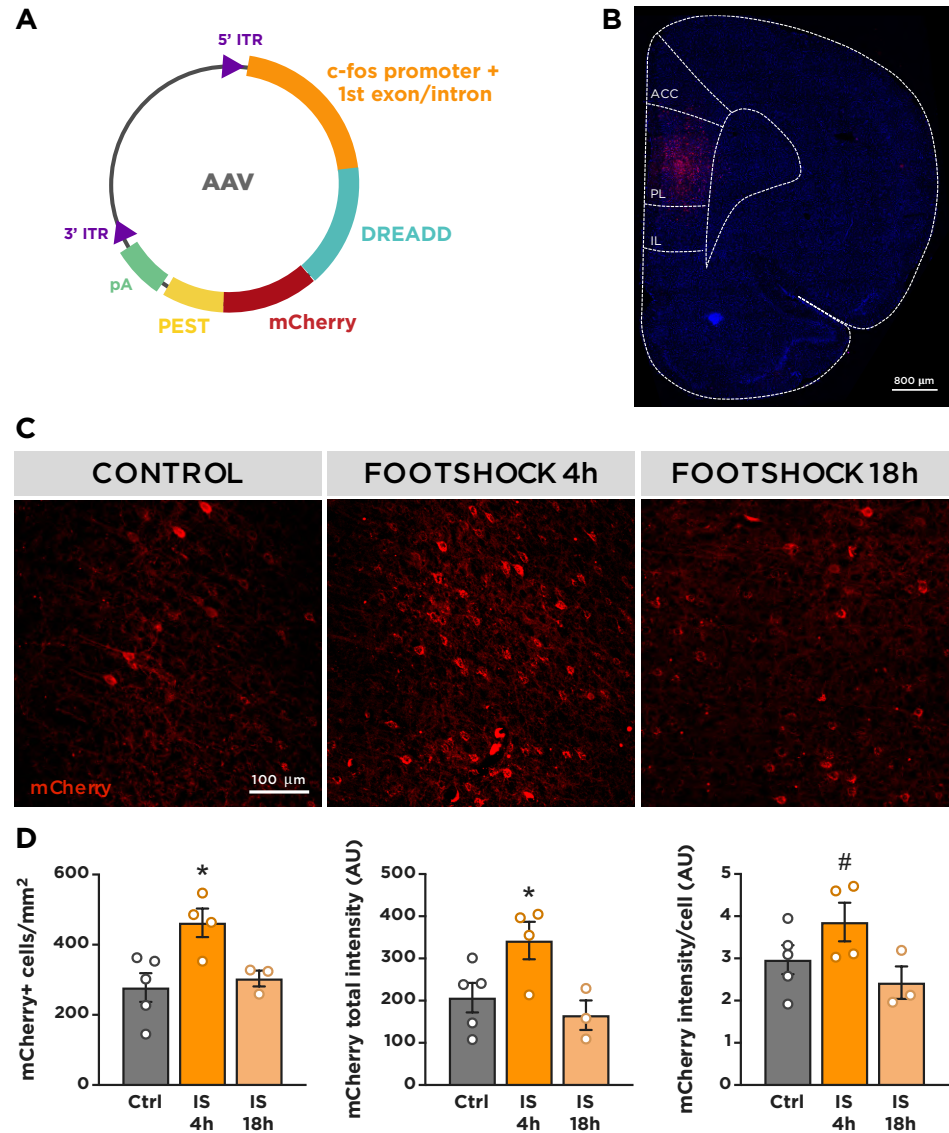 A
5’ ITR
c-fos promoter +
1st exon/intron
AAV
3’ ITR
DREADD
pA
PEST
mCherry
B
ACC
PL
IL
800 µm
C
CONTROL
FOOTSHOCK 4h
FOOTSHOCK 18h
mCherry
100 µm
D
mCherry+ cells/mm²
600
400
200
0
*
Ctrl
IS
4h
IS
18h
mCherry total intensity (AU)
500
400
300
200
100
0
*
Ctrl
IS
4h
IS
18h
mCherry intensity/cell (AU)
5
4
3
2
1
0
#
Ctrl
IS
4h
IS
18h